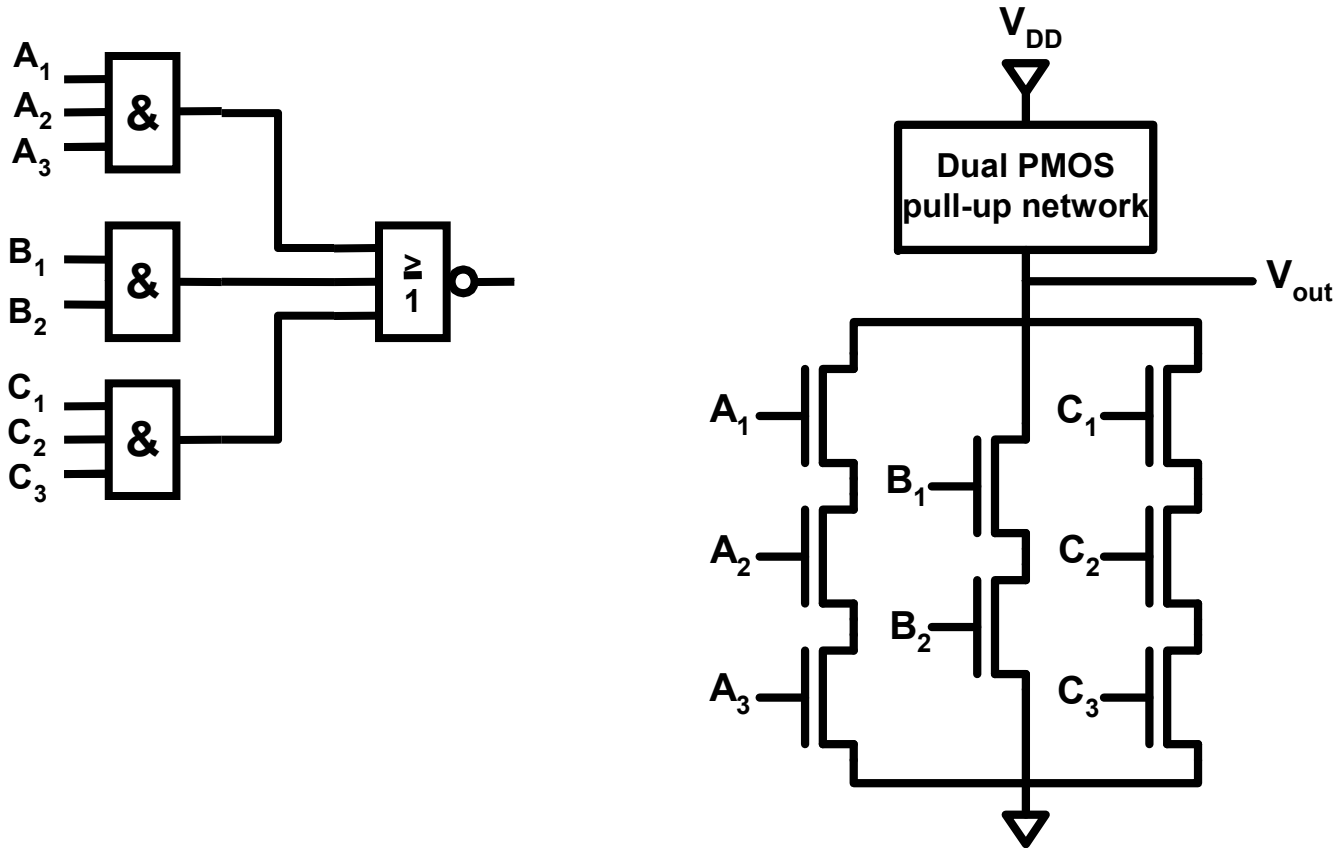 A1
A2
A3
&
B1
B2
&
≥
1
C1
C2
C3
&
VDD
Dual PMOS
pull-up network
Vout
A1
C1
B1
A2
C2
B2
A3
C3